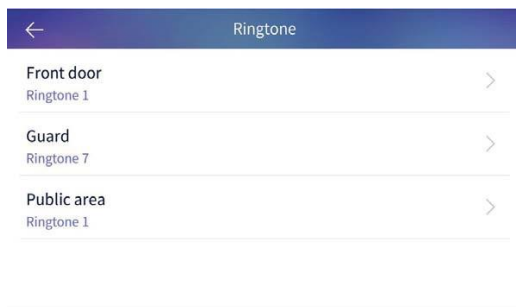 Ringtone
Front door
Ringtone 1
Guard
Ringtone 7
Public area
Ringtone 1